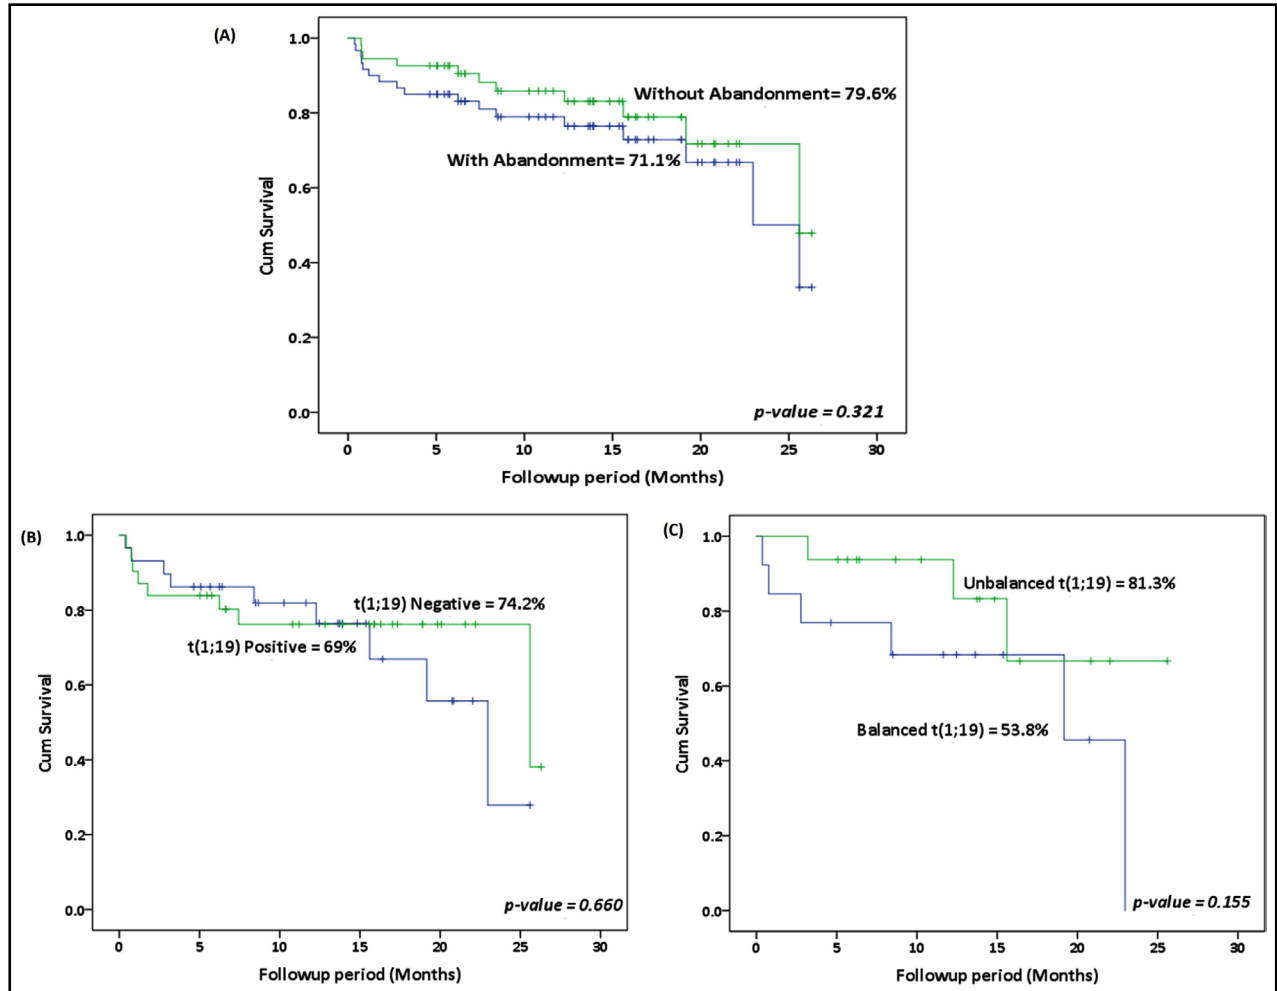 (A)
Cum Survival
1.0
0.8
0.6
0.4
0.2
0.0
Without Abandonment= 79.6%
With Abandonment= 71.1%
p-value = 0.321
0 5 10 15 20 25 30
Followup period (Months)
(B)
Cum Survival
1.0
0.8
0.6
0.4
0.2
0.0
t(1;19) Negative = 74.2%
t(1;19) Positive = 69%
p-value = 0.660
0 5 10 15 20 25 30
Followup period (Months)
(C)
Cum Survival
1.0
0.8
0.6
0.4
0.2
0.0
Unbalanced t(1;19) = 81.3%
Balanced t(1;19) = 53.8%
p-value = 0.155
0 5 10 15 20 25 30
Followup period (Months)